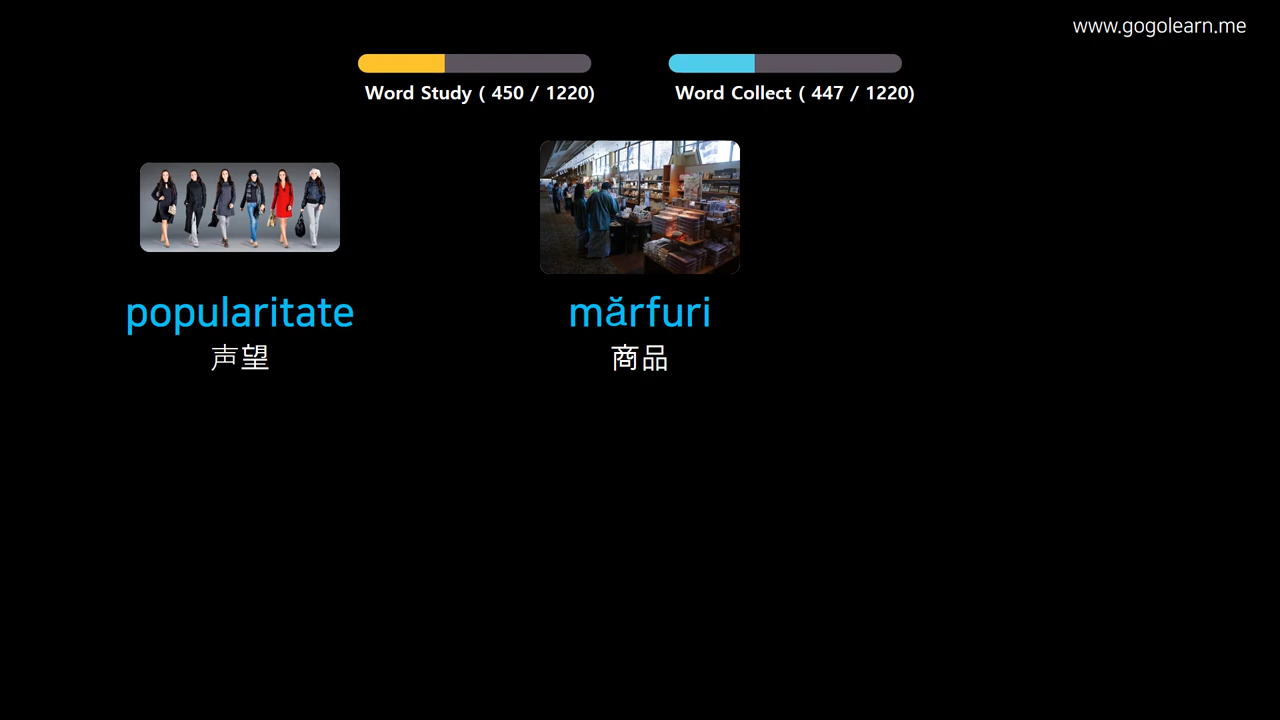 www.gogolearn.me
Word Study ( 450 / 1220)
Word Collect ( 447 / 1220)
popularitate
声望
mărfuri
商品